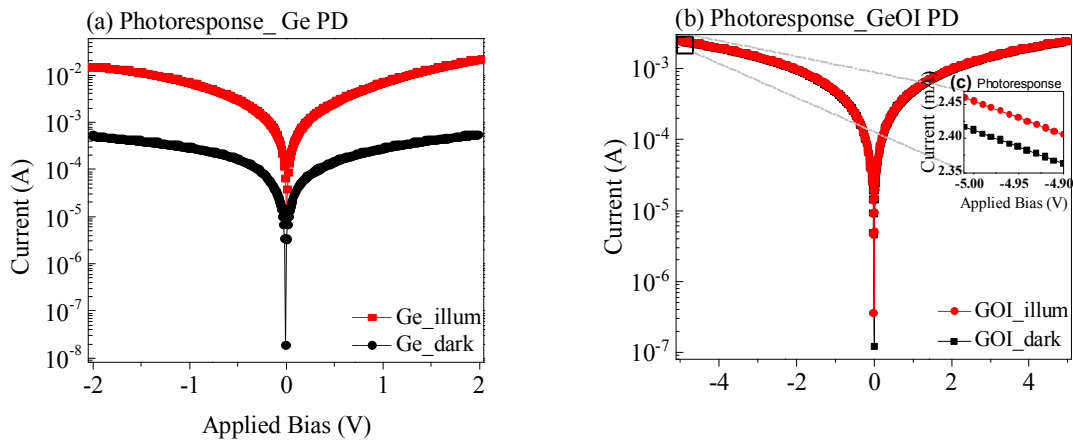 (a) Photoresponse_ Ge PD
10⁻²
10⁻³
10⁻⁴
10⁻⁵
10⁻⁶
10⁻⁷
10⁻⁸
Current (A)
Ge_illum
Ge_dark
-2
-1
0
1
2
Applied Bias (V)
(b) Photoresponse_GeOI PD
10⁻³
10⁻⁴
10⁻⁵
10⁻⁶
10⁻⁷
Current (A)
(c) Photoresponse
2.45
2.40
2.35
Current (mA)
-5.00
-4.95
-4.90
Applied Bias (V)
GOI_illum
GOI_dark
-4
-2
0
2
4
Applied Bias (V)